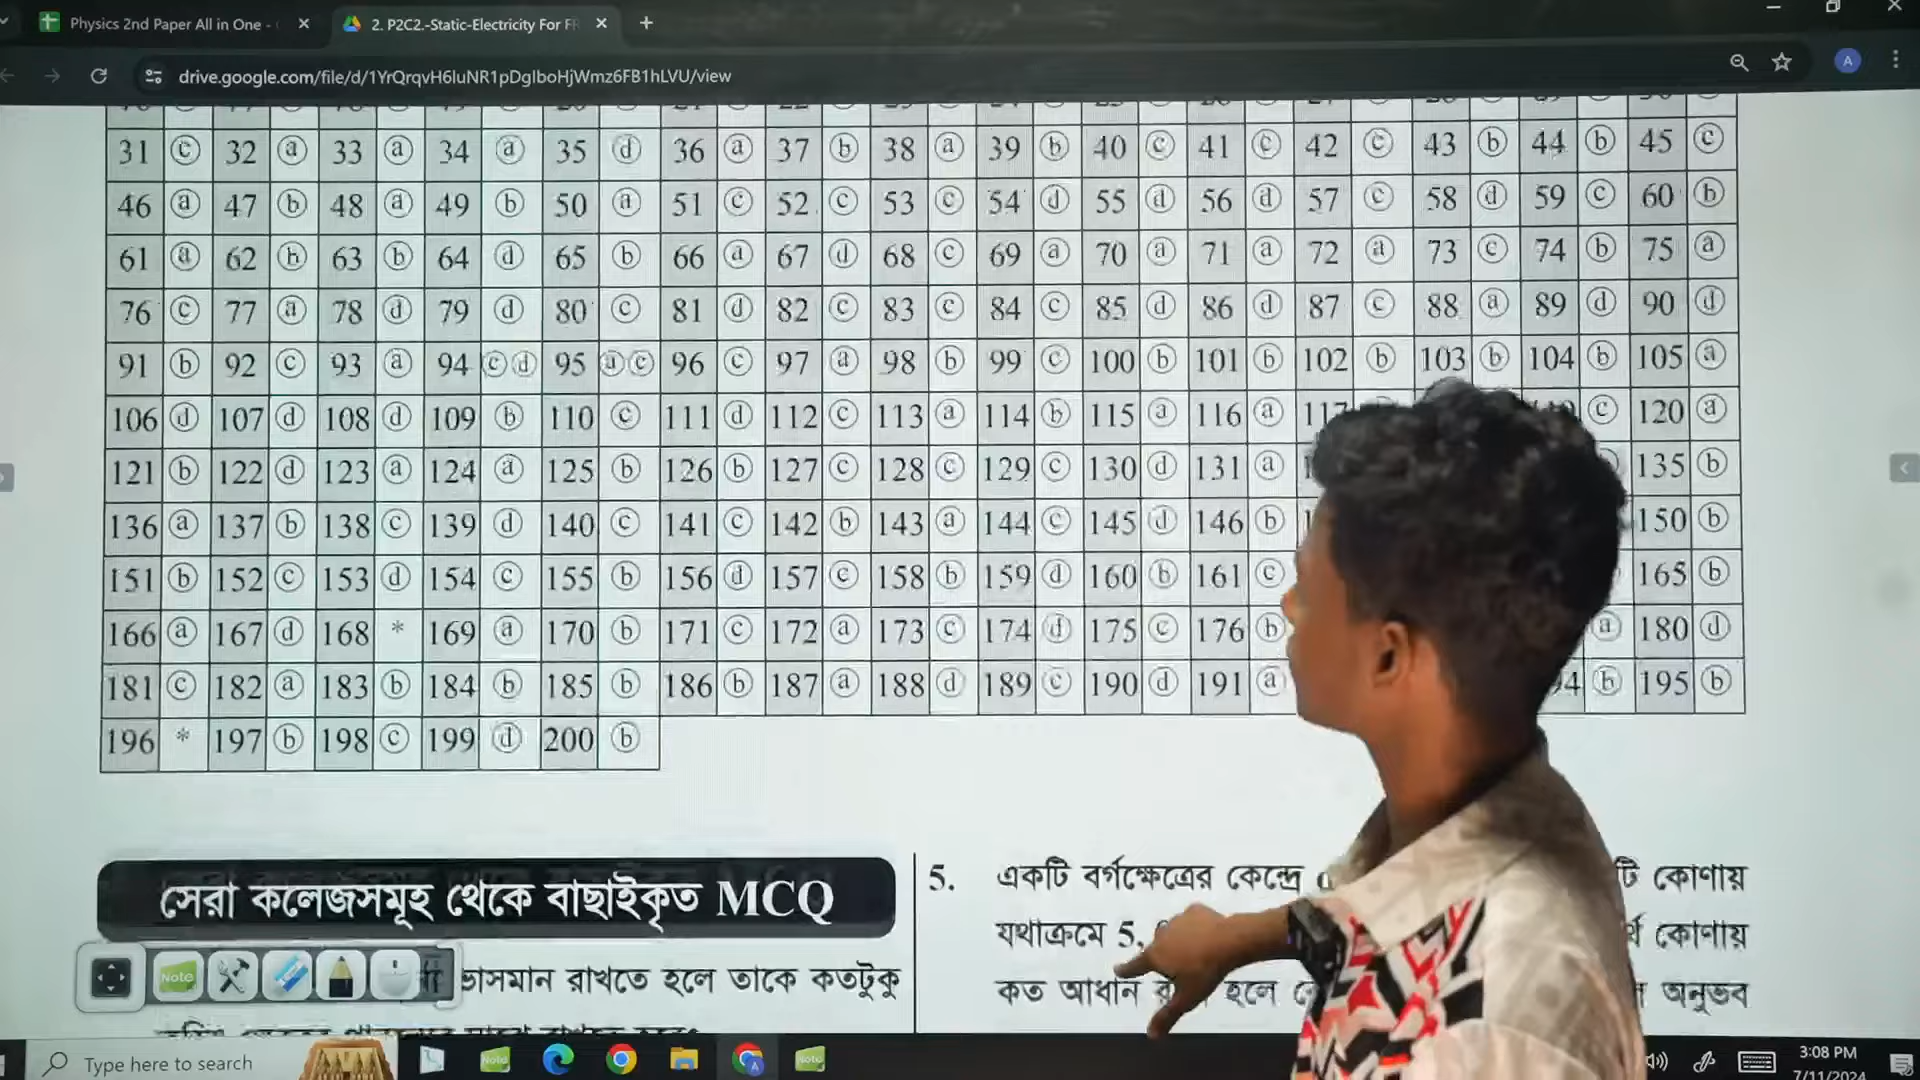 Physics 2nd Paper All in One -
2. P2C2.-Static-Electricity For
drive.google.com/file/d/1YrQrqvH6luNR1pDgIboHjWmz6FB1hLVU/view
31 c 32 a 33 a 34 a 35 d 36 a 37 b 38 a 39 b 40 c 41 c 42 c 43 b 44 b 45 c
46 a 47 b 48 a 49 b 50 a 51 c 52 c 53 c 54 d 55 d 56 d 57 c 58 d 59 c 60 b
61 a 62 b 63 b 64 d 65 b 66 a 67 d 68 c 69 a 70 a 71 a 72 a 73 c 74 b 75 a
76 c 77 a 78 d 79 d 80 c 81 d 82 c 83 c 84 c 85 d 86 d 87 c 88 a 89 d 90 d
91 b 92 c 93 a 94 c d 95 a c 96 c 97 a 98 b 99 c 100 b 101 b 102 b 103 b 104 b 105 a
106 d 107 d 108 d 109 b 110 c 111 d 112 c 113 a 114 b 115 a 116 a c 120 a
121 b 122 d 123 a 124 a 125 b 126 b 127 c 128 c 129 c 130 d 131 a 135 b
136 a 137 b 138 c 139 d 140 c 141 c 142 b 143 a 144 c 145 d 146 b 150 b
151 b 152 c 153 d 154 c 155 b 156 d 157 c 158 b 159 d 160 b 161 c 165 b
166 a 167 d 168 * 169 a 170 b 171 c 172 a 173 c 174 d 175 c 176 b a 180 d
181 c 182 a 183 b 184 b 185 b 186 b 187 a 188 d 189 c 190 d 191 a b 195 b
196 * 197 b 198 c 199 d 200 b
সেরা কলেজসমূহ থেকে বাছাইকৃত MCQ
ভাসমান রাখতে হলে তাকে কতটুকু
5. একটি বর্গক্ষেত্রের কেন্দ্রে টি কোণায়
যথাক্রমে 5, কোণায়
কত আধান হলে অনুভব
Note
Type here to search
Note
Note
3:08 PM
7/11/2024